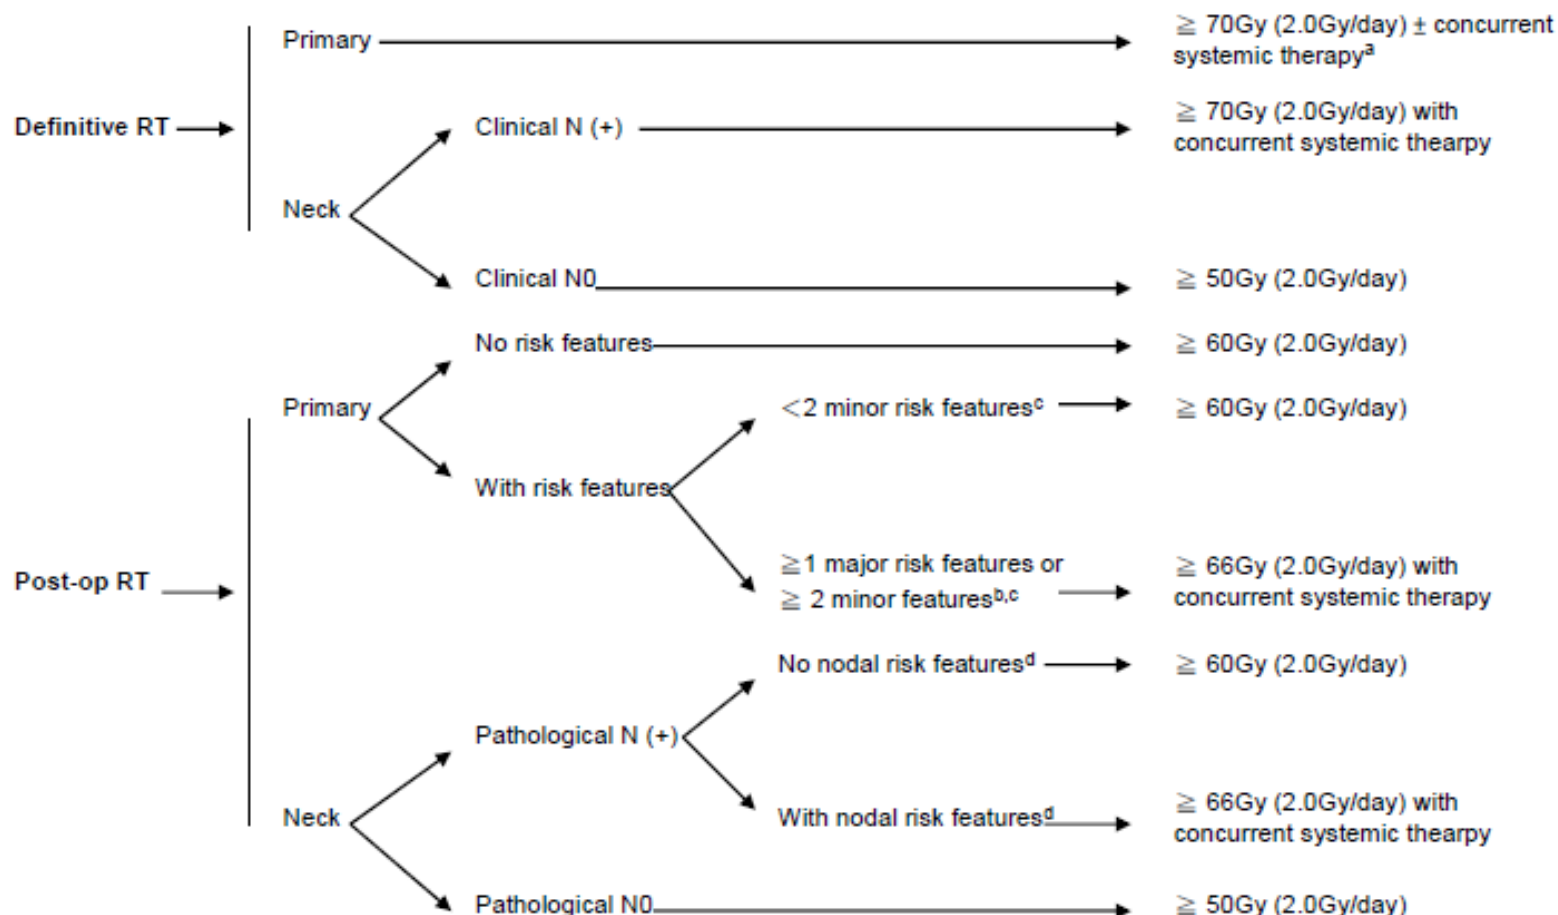 Primary
≧ 70Gy (2.0Gy/day) ± concurrent
systemic therapyᵃ
Definitive RT
Clinical N (+)
≧ 70Gy (2.0Gy/day) with
concurrent systemic thearpy
Neck
Clinical N0
≧ 50Gy (2.0Gy/day)
No risk features
≧ 60Gy (2.0Gy/day)
Primary
<2 minor risk featuresᶜ
≧ 60Gy (2.0Gy/day)
With risk features
Post-op RT
≧1 major risk features or
≧ 2 minor featuresᵇ,ᶜ
≧ 66Gy (2.0Gy/day) with
concurrent systemic therapy
No nodal risk featuresᵈ
≧ 60Gy (2.0Gy/day)
Pathological N (+)
Neck
With nodal risk featuresᵈ
≧ 66Gy (2.0Gy/day) with
concurrent systemic thearpy
Pathological N0
≧ 50Gy (2.0Gy/day)